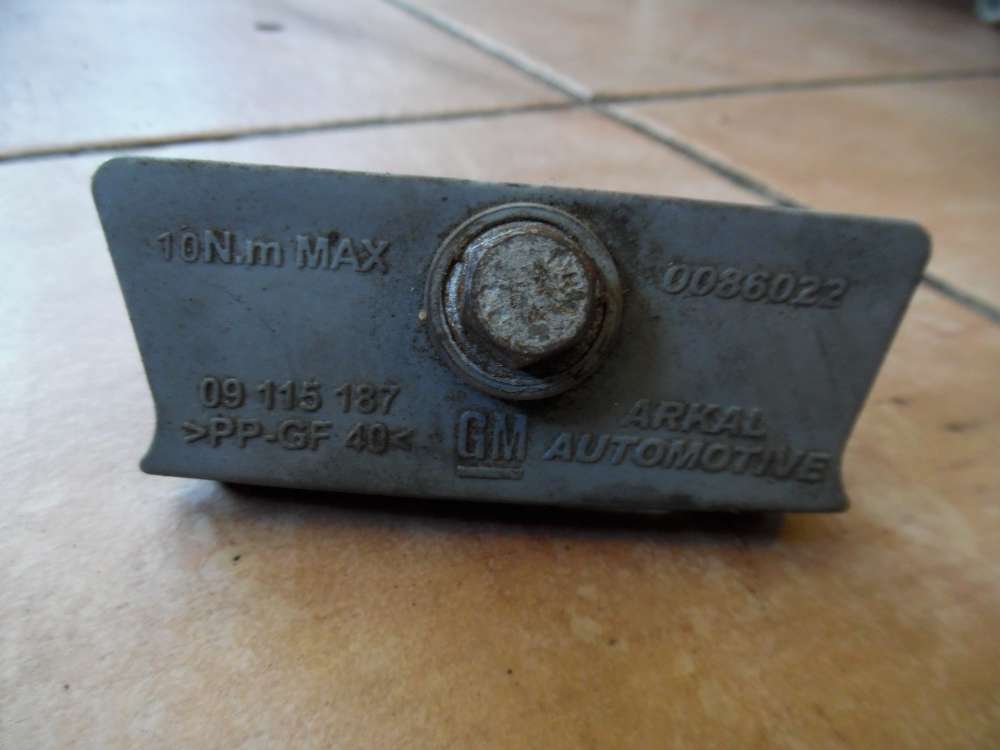 10N.m MAX
0086022
09 115 187
>PP-GF 40<
GM
ARKAL
AUTOMOTIVE